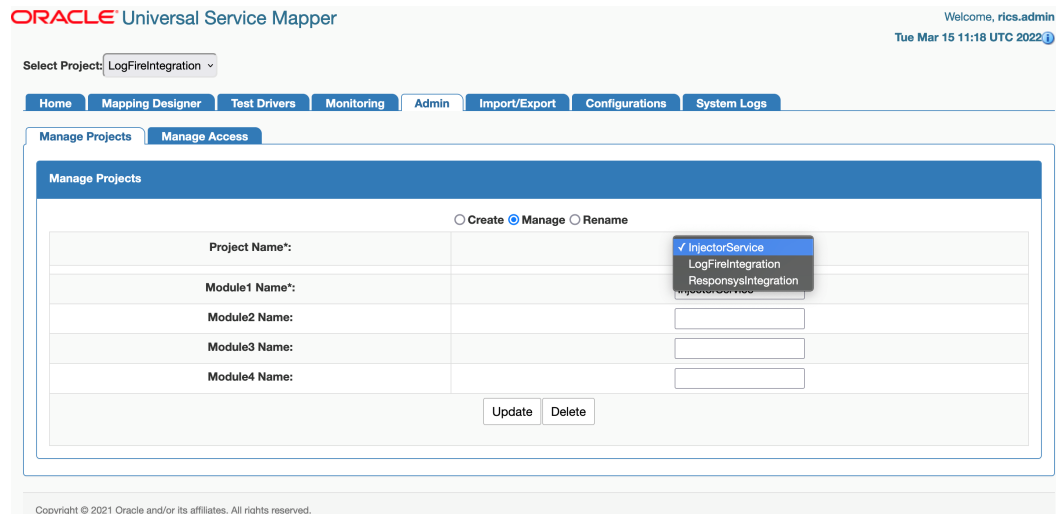 ORACLE® Universal Service Mapper
Welcome, rics.admin
Tue Mar 15 11:18 UTC 2022
Select Project: LogFireIntegration
Home Mapping Designer Test Drivers Monitoring Admin Import/Export Configurations System Logs
Manage Projects Manage Access
Manage Projects
Create Manage Rename
Project Name*: ✓ InjectorService
LogFireIntegration
ResponsysIntegration
Module1 Name*: InjectorService
Module2 Name:
Module3 Name:
Module4 Name:
Update Delete
Copyright © 2021 Oracle and/or its affiliates. All rights reserved.